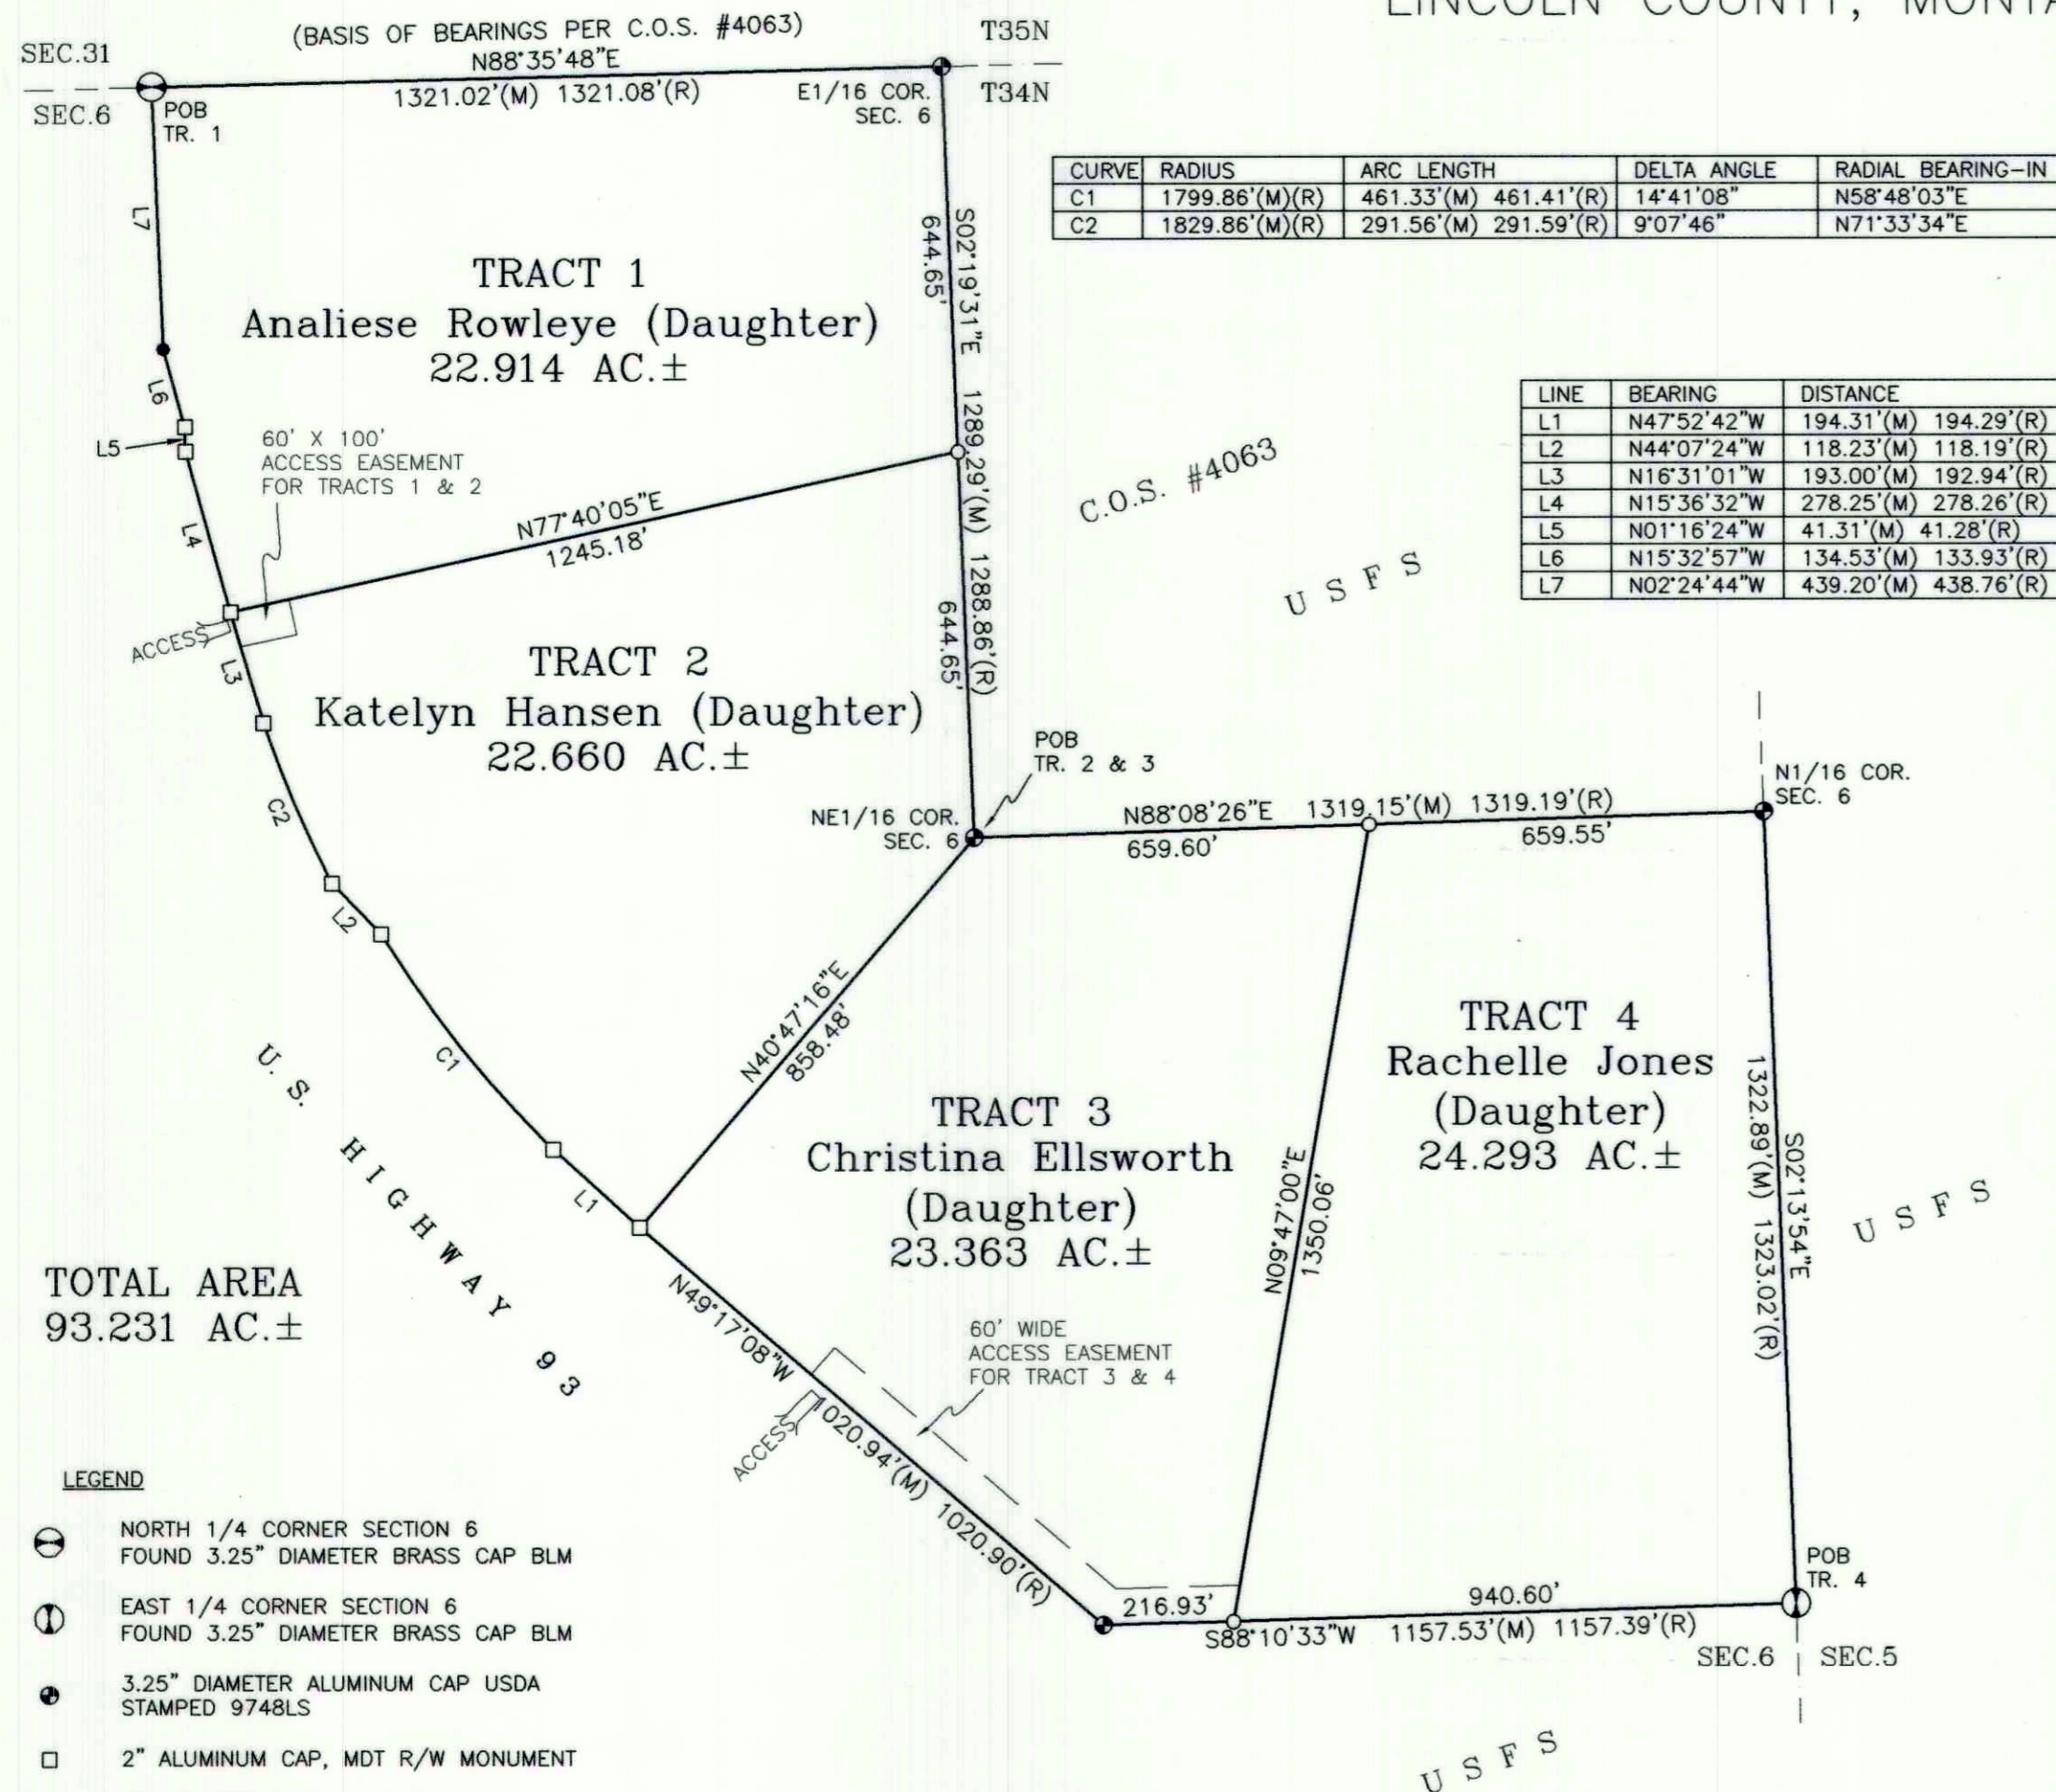 LINCOLN COUNTY, MONTA
(BASIS OF BEARINGS PER C.O.S. #4063)
N88°35'48"E
1321.02'(M) 1321.08'(R)
SEC.31
SEC.6
POB
TR. 1
T35N
T34N
E1/16 COR.
SEC. 6
CURVE RADIUS ARC LENGTH DELTA ANGLE RADIAL BEARING-IN
C1 1799.86'(M)(R) 461.33'(M) 461.41'(R) 14°41'08" N58°48'03"E
C2 1829.86'(M)(R) 291.56'(M) 291.59'(R) 9°07'46" N71°33'34"E
L7
S02°19'31"E 1289.29'(M) 1288.86'(R)
644.65'
TRACT 1
Analiese Rowleye (Daughter)
22.914 AC.±
LINE BEARING DISTANCE
L1 N47°52'42"W 194.31'(M) 194.29'(R)
L2 N44°07'24"W 118.23'(M) 118.19'(R)
L3 N16°31'01"W 193.00'(M) 192.94'(R)
L4 N15°36'32"W 278.25'(M) 278.26'(R)
L5 N01°16'24"W 41.31'(M) 41.28'(R)
L6 N15°32'57"W 134.53'(M) 133.93'(R)
L7 N02°24'44"W 439.20'(M) 438.76'(R)
L6
L5
60' X 100'
ACCESS EASEMENT
FOR TRACTS 1 & 2
L4
N77°40'05"E
1245.18'
C.O.S. #4063
USFS
ACCESS
L3
644.65'
TRACT 2
Katelyn Hansen (Daughter)
22.660 AC.±
C2
POB
TR. 2 & 3
NE1/16 COR.
SEC. 6
N88°08'26"E 1319.15'(M) 1319.19'(R)
659.60'
659.55'
N1/16 COR.
SEC. 6
L2
C1
N40°47'16"E
858.48'
L1
U.S. HIGHWAY 93
TRACT 4
Rachelle Jones
(Daughter)
24.293 AC.±
1322.89'(M) 1323.02'(R)
S02°13'54"E
USFS
TRACT 3
Christina Ellsworth
(Daughter)
23.363 AC.±
N09°47'00"E
1350.06'
TOTAL AREA
93.231 AC.±
N49°17'08"W 1020.94'(M) 1020.90'(R)
60' WIDE
ACCESS EASEMENT
FOR TRACT 3 & 4
ACCESS
216.93'
940.60'
S88°10'33"W 1157.53'(M) 1157.39'(R)
POB
TR. 4
SEC.6
SEC.5
USFS
LEGEND
NORTH 1/4 CORNER SECTION 6
FOUND 3.25" DIAMETER BRASS CAP BLM
EAST 1/4 CORNER SECTION 6
FOUND 3.25" DIAMETER BRASS CAP BLM
3.25" DIAMETER ALUMINUM CAP USDA
STAMPED 9748LS
2" ALUMINUM CAP, MDT R/W MONUMENT